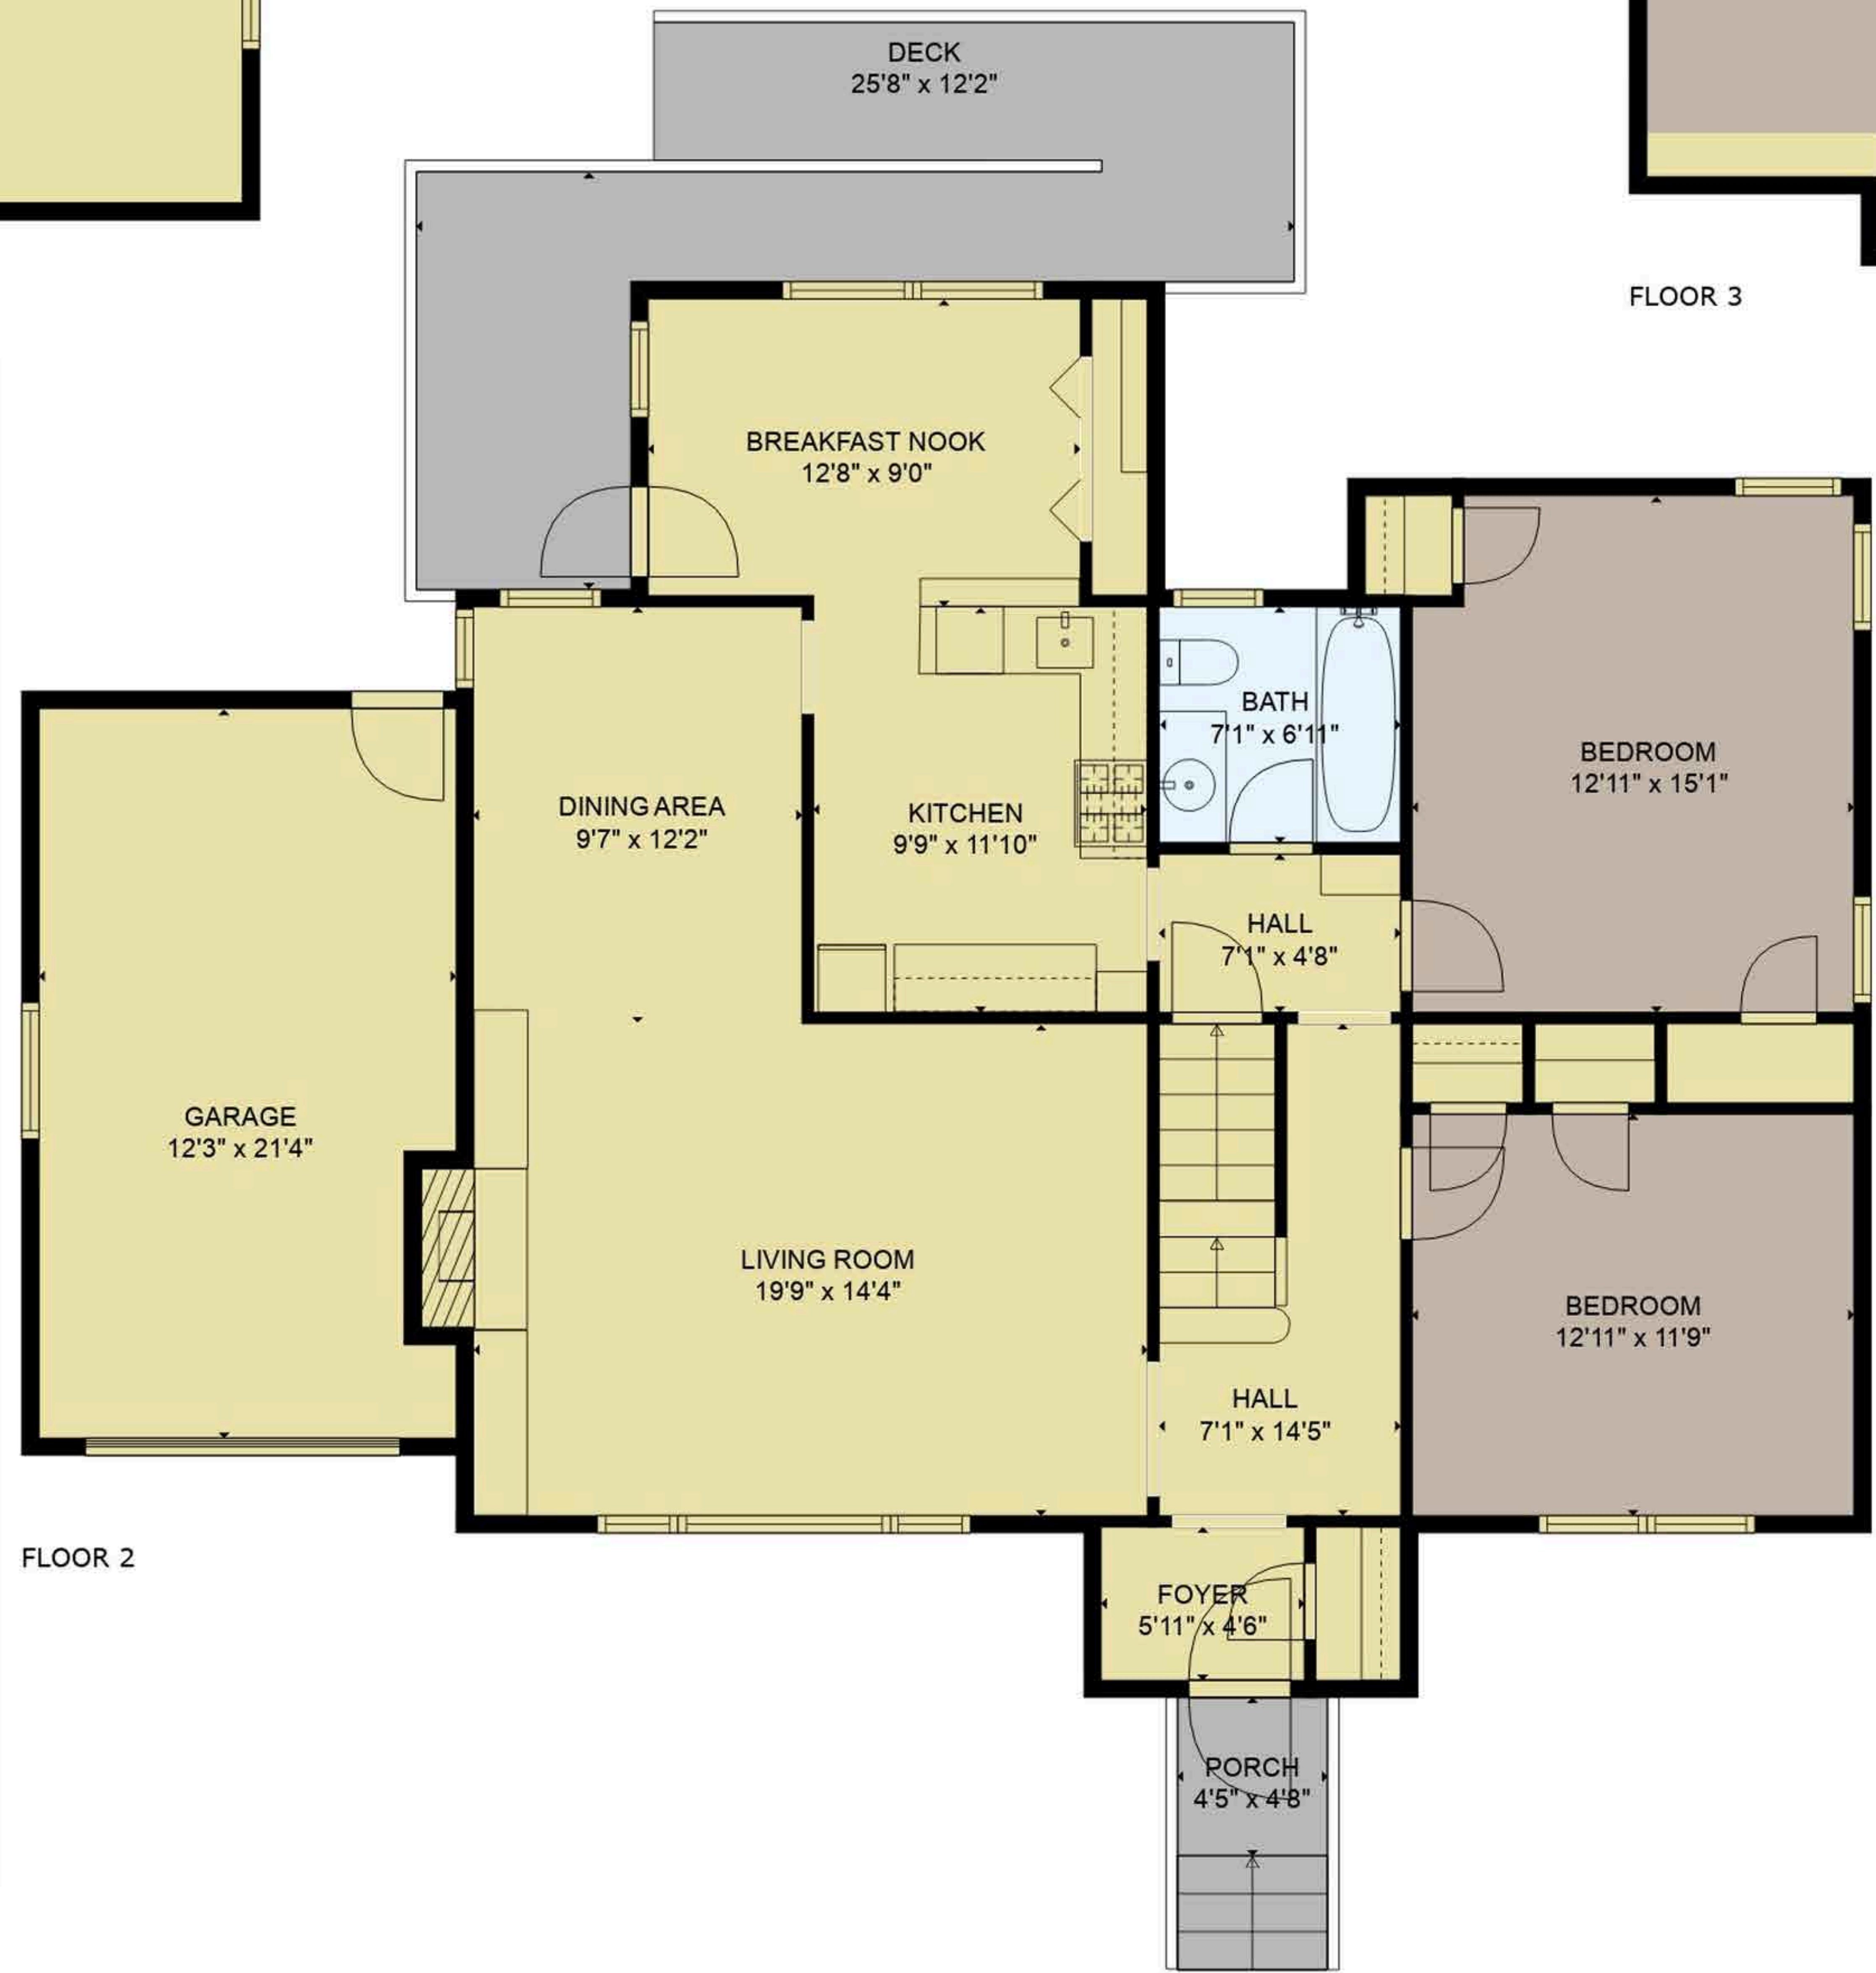 DECK
25'8" x 12'2"
FLOOR 3
BREAKFAST NOOK
12'8" x 9'0"
BATH
7'1" x 6'11"
BEDROOM
12'11" x 15'1"
DINING AREA
9'7" x 12'2"
KITCHEN
9'9" x 11'10"
HALL
7'1" x 4'8"
GARAGE
12'3" x 21'4"
LIVING ROOM
19'9" x 14'4"
BEDROOM
12'11" x 11'9"
HALL
7'1" x 14'5"
FLOOR 2
FOYER
5'11" x 4'6"
PORCH
4'5" x 4'8"